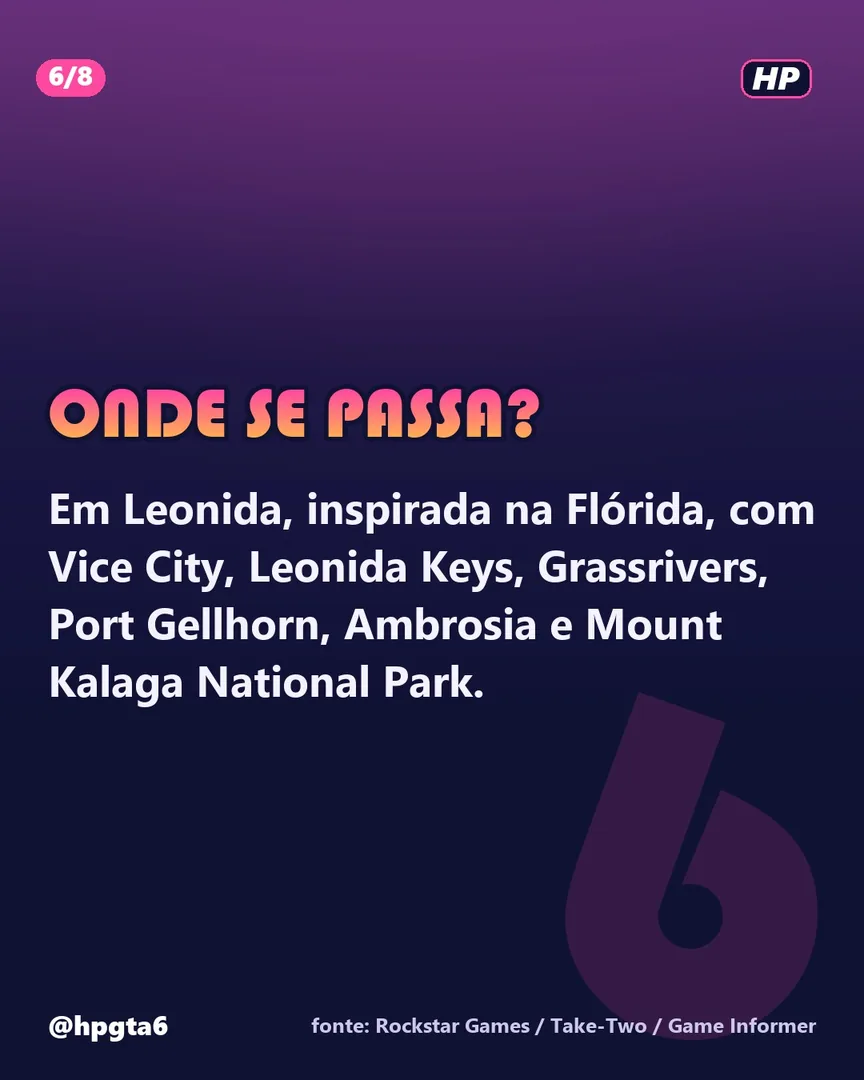 6/8
HP
ONDE SE PASSA?
Em Leonida, inspirada na Flórida, com
Vice City, Leonida Keys, Grassrivers,
Port Gellhorn, Ambrosia e Mount
Kalaga National Park.
6
@hpgta6
fonte: Rockstar Games / Take-Two / Game Informer